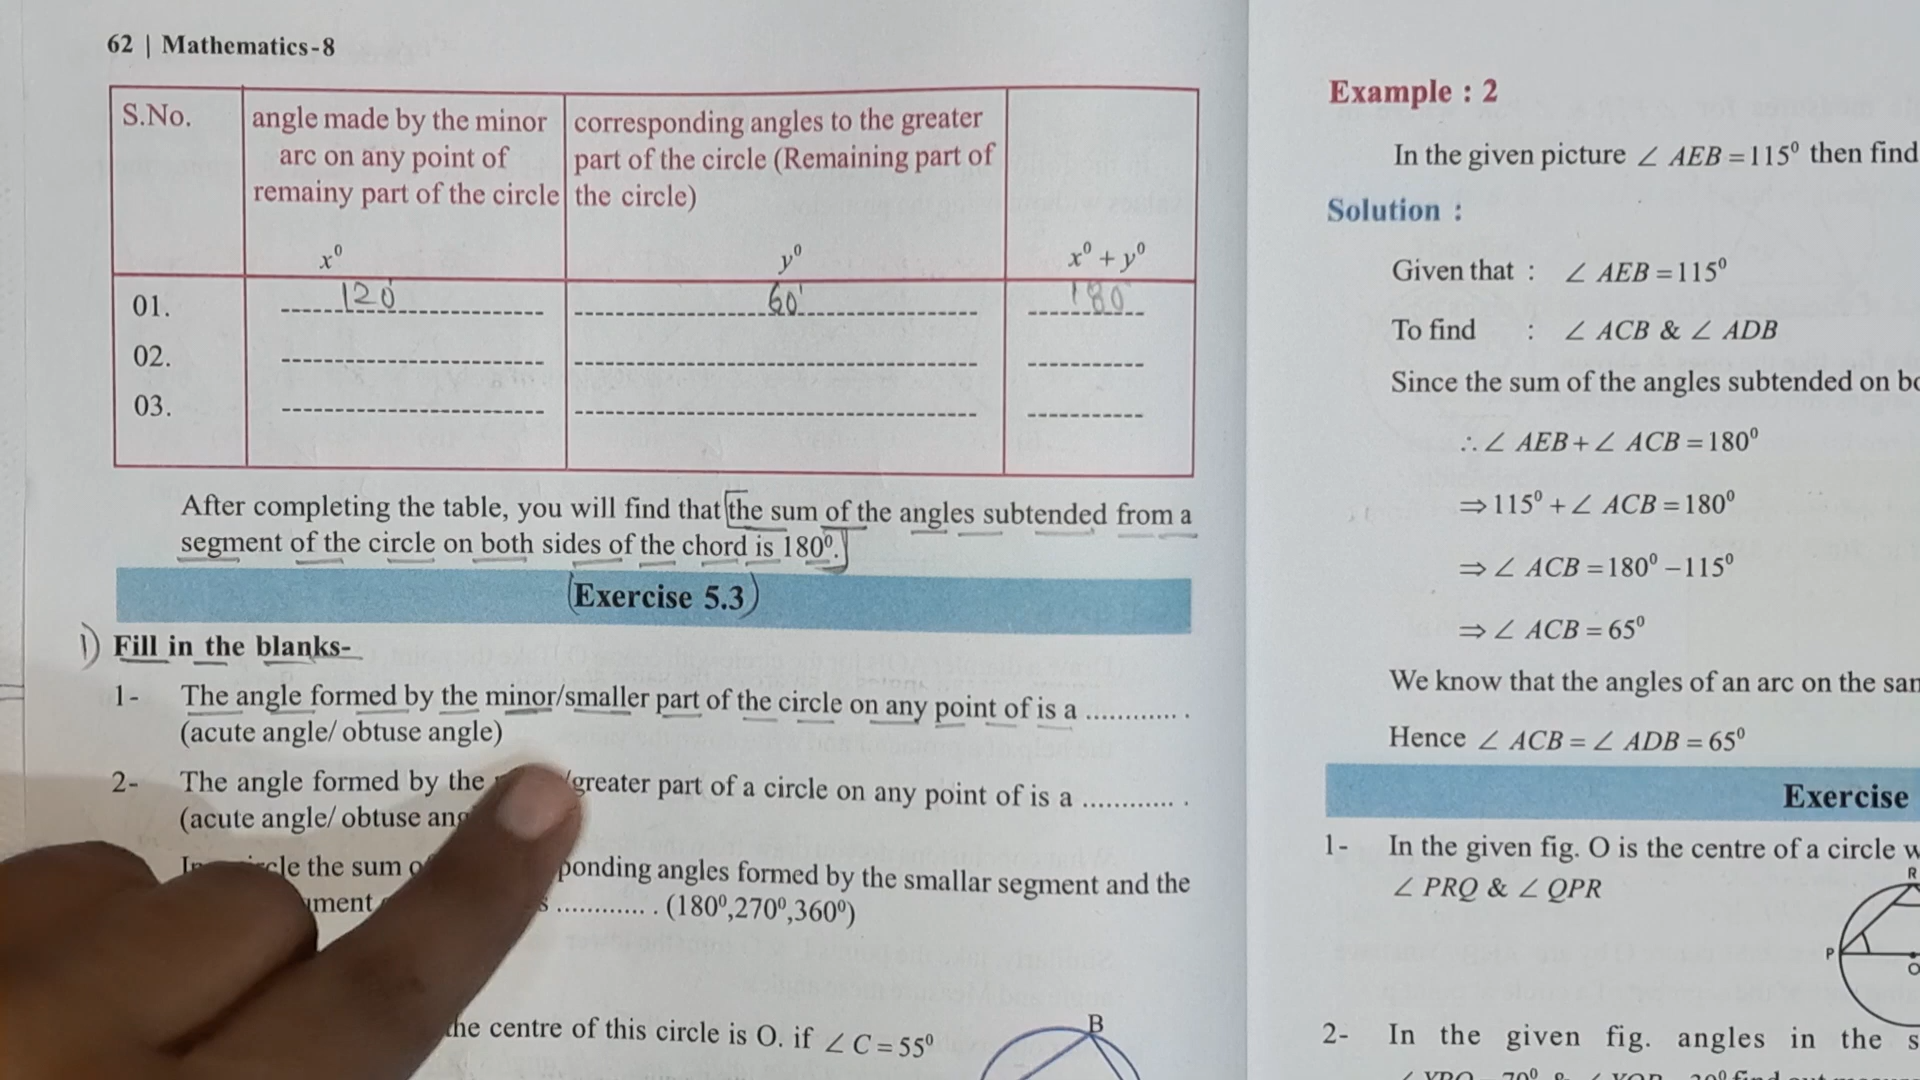 62 | Mathematics-8
S.No.
angle made by the minor
arc on any point of
remainy part of the circle
x⁰
corresponding angles to the greater
part of the circle (Remaining part of
the circle)
y⁰
x⁰ + y⁰
01. 120 60 180
02.
03.
After completing the table, you will find that the sum of the angles subtended from a
segment of the circle on both sides of the chord is 180⁰.
Exercise 5.3
1) Fill in the blanks-
1- The angle formed by the minor/smaller part of the circle on any point of is a ............ .
(acute angle/ obtuse angle)
2- The angle formed by the /greater part of a circle on any point of is a ............ .
(acute angle/ obtuse
the sum ponding angles formed by the smallar segment and the
............ . (180⁰,270⁰,360⁰)
the centre of this circle is O. if ∠ C = 55⁰
B
Example : 2
In the given picture ∠ AEB = 115⁰ then find
Solution :
Given that : ∠ AEB = 115⁰
To find : ∠ ACB & ∠ ADB
Since the sum of the angles subtended on
∴ ∠ AEB + ∠ ACB = 180⁰
⇒ 115⁰ + ∠ ACB = 180⁰
⇒ ∠ ACB = 180⁰ – 115⁰
⇒ ∠ ACB = 65⁰
We know that the angles of an arc on the
Hence ∠ ACB = ∠ ADB = 65⁰
Exercise
1- In the given fig. O is the centre of a circle
∠ PRQ & ∠ QPR
R
P
O
2- In the given fig. angles in the